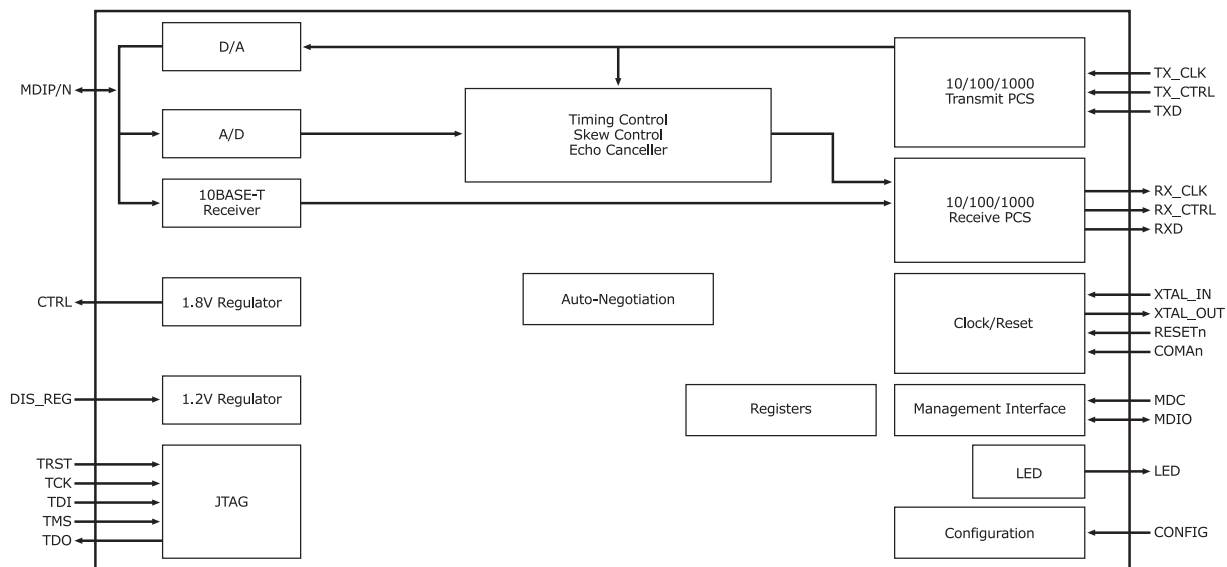 D/A
MDIP/N
A/D
10BASE-T
Receiver
Timing Control
Skew Control
Echo Canceller
10/100/1000
Transmit PCS
TX_CLK
TX_CTRL
TXD
10/100/1000
Receive PCS
RX_CLK
RX_CTRL
RXD
CTRL
1.8V Regulator
Auto-Negotiation
Clock/Reset
XTAL_IN
XTAL_OUT
RESETn
COMAn
DIS_REG
1.2V Regulator
Registers
Management Interface
MDC
MDIO
TRST
TCK
TDI
TMS
TDO
JTAG
LED
LED
Configuration
CONFIG